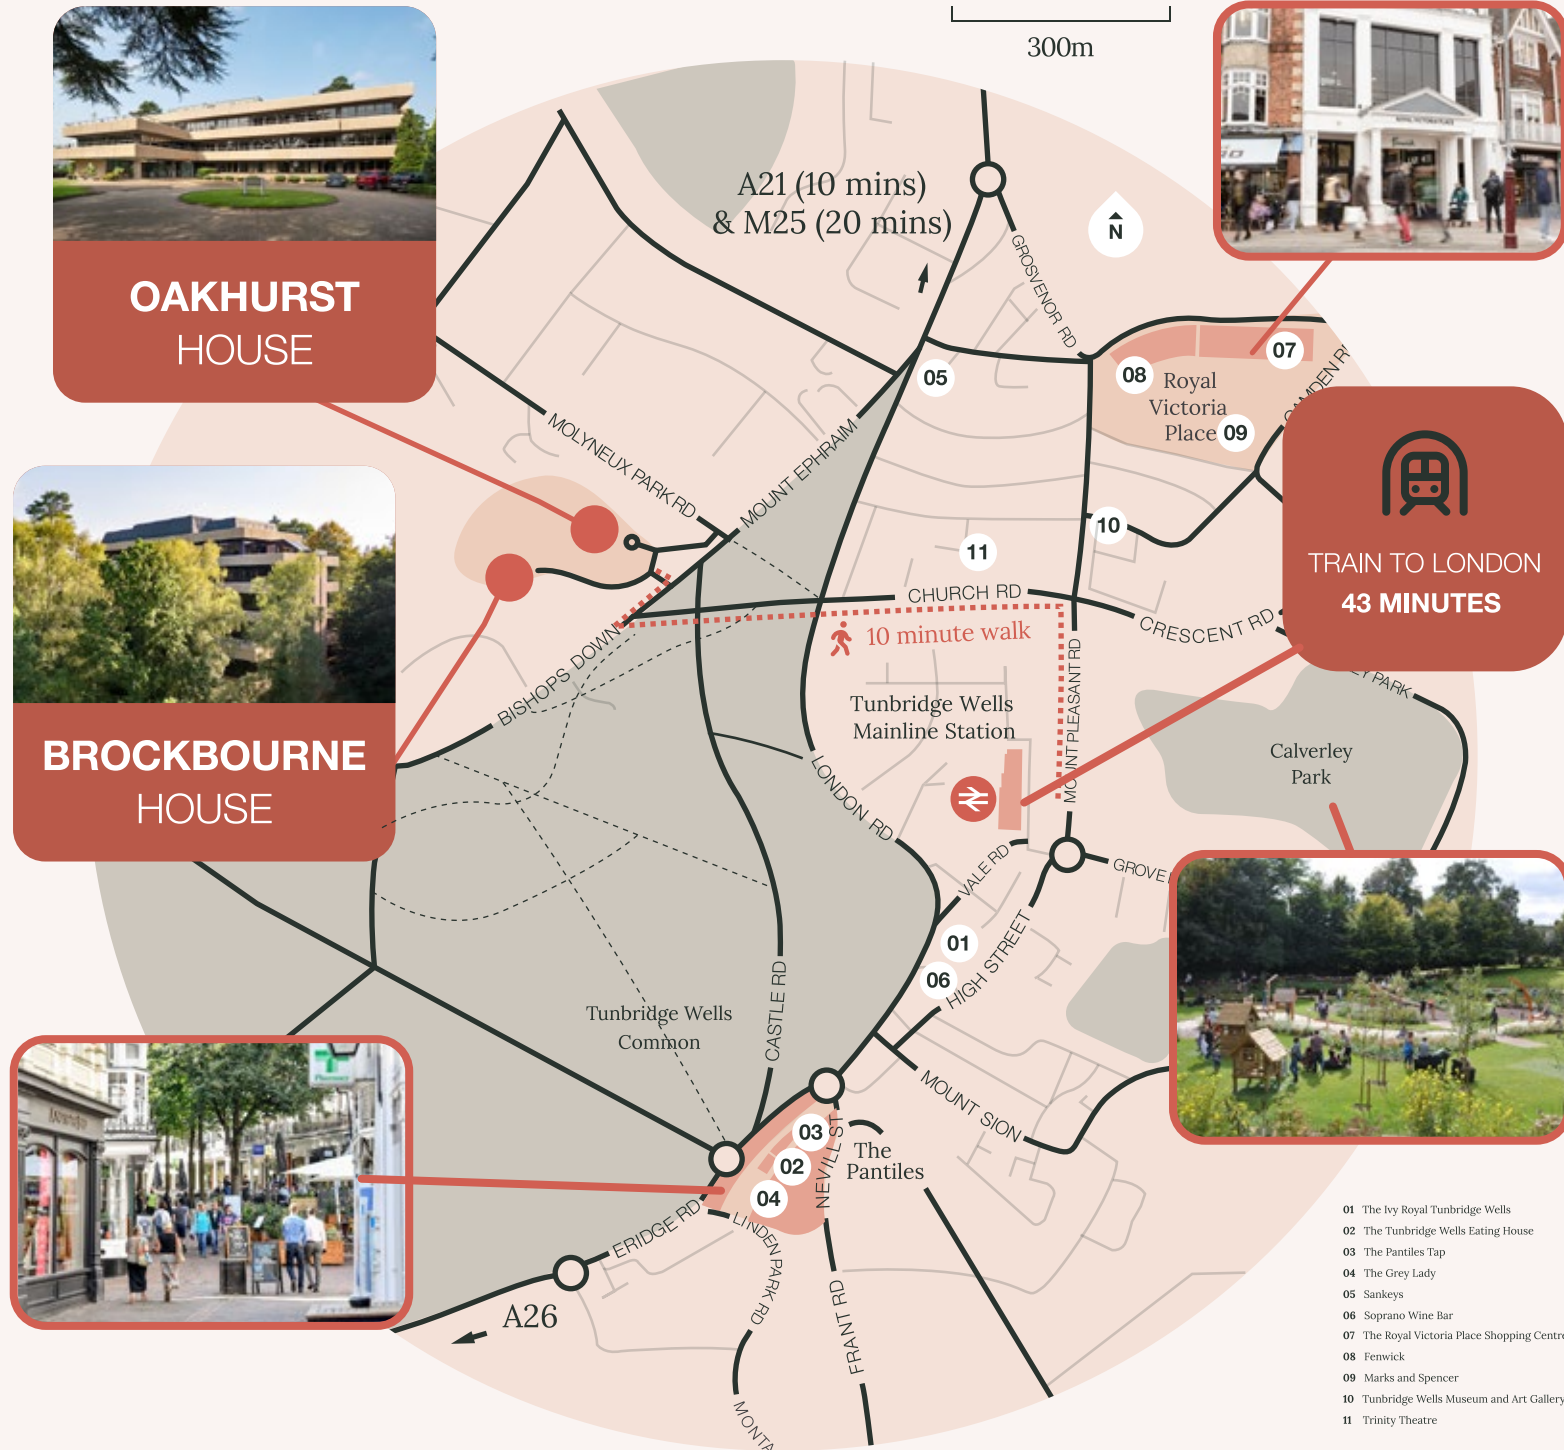 300m
OAKHURST
HOUSE
A21 (10 mins)
& M25 (20 mins)
N
GROSVENOR RD
ROYAL VICTORIA PLACE
05
08
07
Royal
Victoria
Place
09
MOLYNEUX PARK RD
MOUNT EPHRAIM
TRAIN TO LONDON
43 MINUTES
10
11
CHURCH RD
CRESCENT RD
10 minute walk
BISHOPS DOWN
MOUNT PLEASANT RD
Tunbridge Wells
Mainline Station
PARK
Calverley
Park
BROCKBOURNE
HOUSE
LONDON RD
VALE RD
GROVE
01
06
HIGH STREET
CASTLE RD
Tunbridge Wells
Common
MOUNT SION
03
02
04
NEVILL ST
The
Pantiles
Pharmacy
ERIDGE RD
LINDEN PARK RD
FRANT RD
A26
01 The Ivy Royal Tunbridge Wells
02 The Tunbridge Wells Eating House
03 The Pantiles Tap
04 The Grey Lady
05 Sankeys
06 Soprano Wine Bar
07 The Royal Victoria Place Shopping Centre
08 Fenwick
09 Marks and Spencer
10 Tunbridge Wells Museum and Art Gallery
11 Trinity Theatre